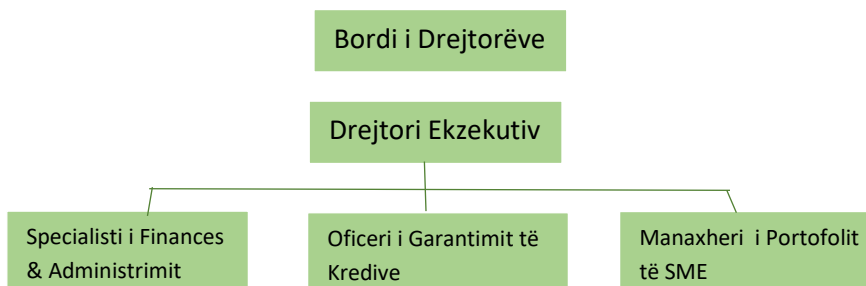 Bordi i Drejtorëve
Drejtori Ekzekutiv
Specialisti i Finances
& Administrimit
Oficeri i Garantimit të
Kredive
Manaxheri i Portofolit
të SME